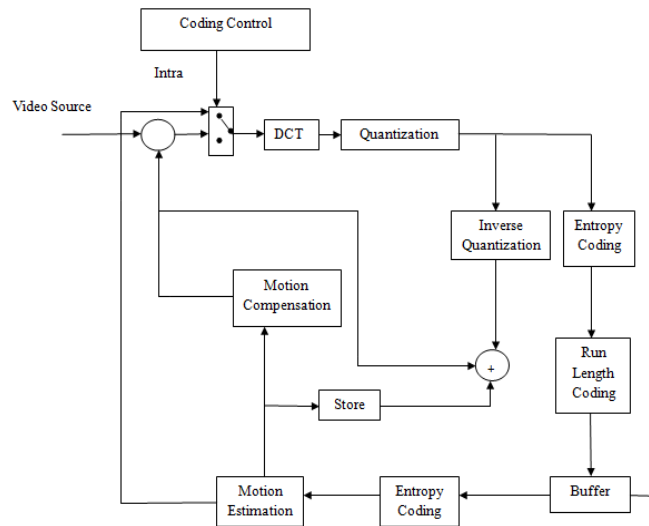 Coding Control
Intra
Video Source
DCT
Quantization
Inverse
Quantization
Entropy
Coding
Motion
Compensation
+
Run
Length
Coding
Store
Motion
Estimation
Entropy
Coding
Buffer